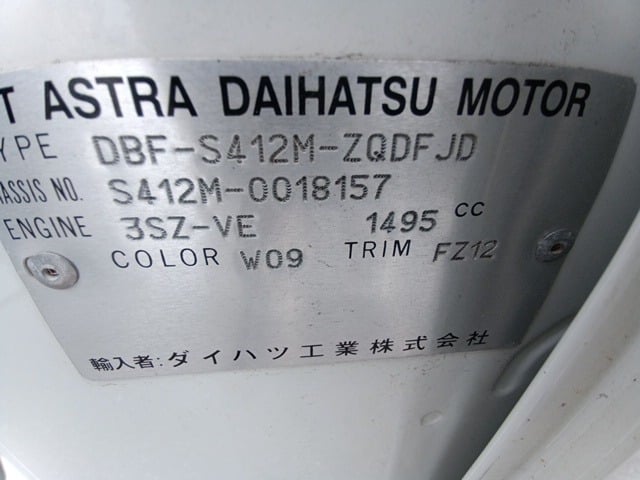 T ASTRA DAIHATSU MOTOR
YPE DBF-S412M-ZQDFJD
HASSIS NO. S412M-0018157
ENGINE 3SZ-VE 1495 CC
COLOR W09 TRIM FZ12
輸入者:ダイハツ工業株式会社